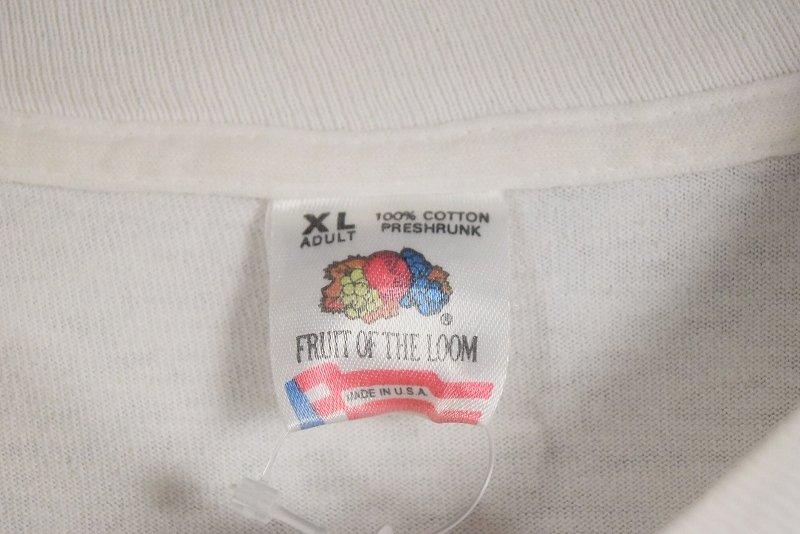 XL 100% COTTON
ADULT PRESHRUNK
®
FRUIT OF THE LOOM
MADE IN U.S.A.